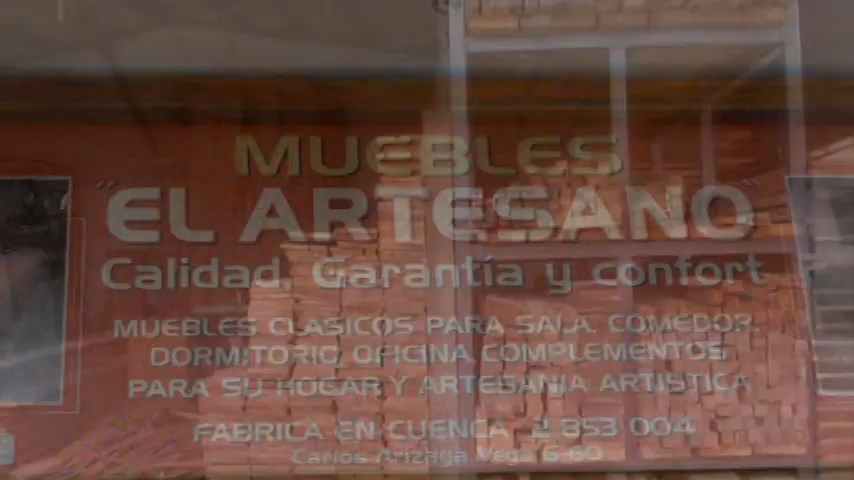 MUEBLES
"EL ARTESANO"
Calidad, Garantía y confort
MUEBLES CLASICOS PARA SALA, COMEDOR,
DORMITORIO, OFICINA, COMPLEMENTOS
PARA SU HOGAR Y ARTESANIA ARTISTICA
FABRICA EN CUENCA 2 853 004
Carlos Arizaga Vega 6-60